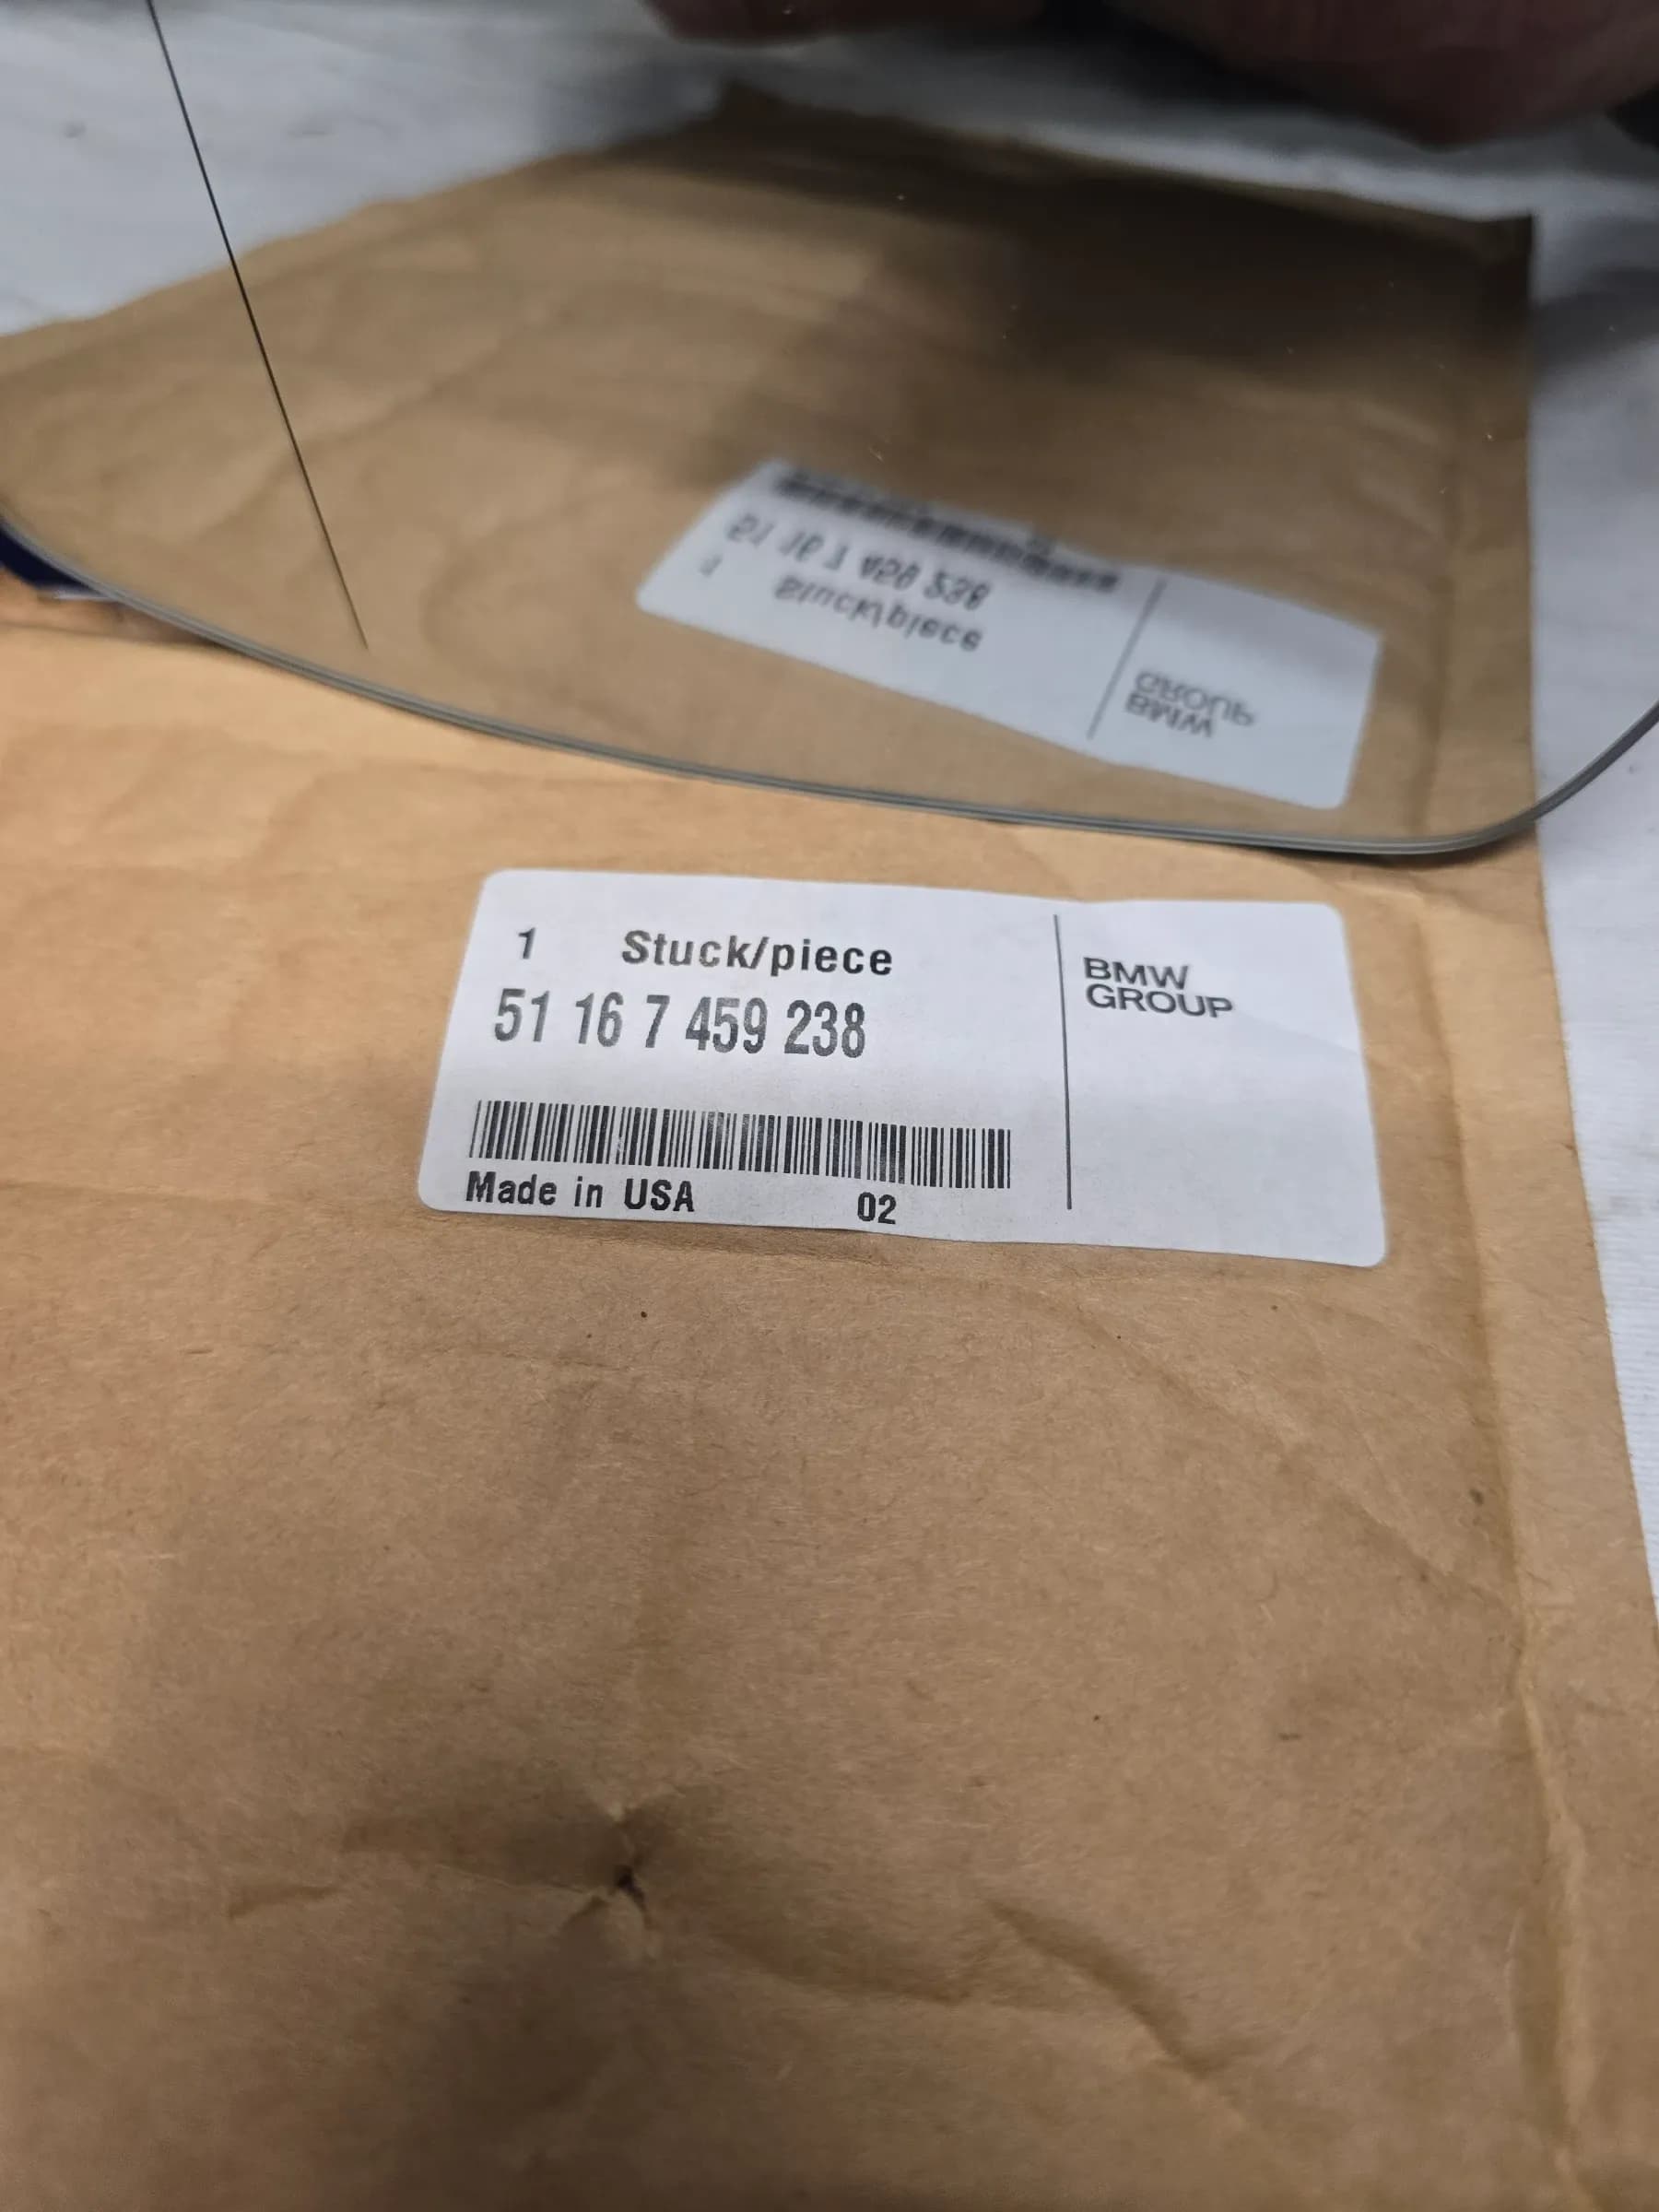 1 Stuck/piece
51 16 7 459 238
Made in USA 02
BMW
GROUP